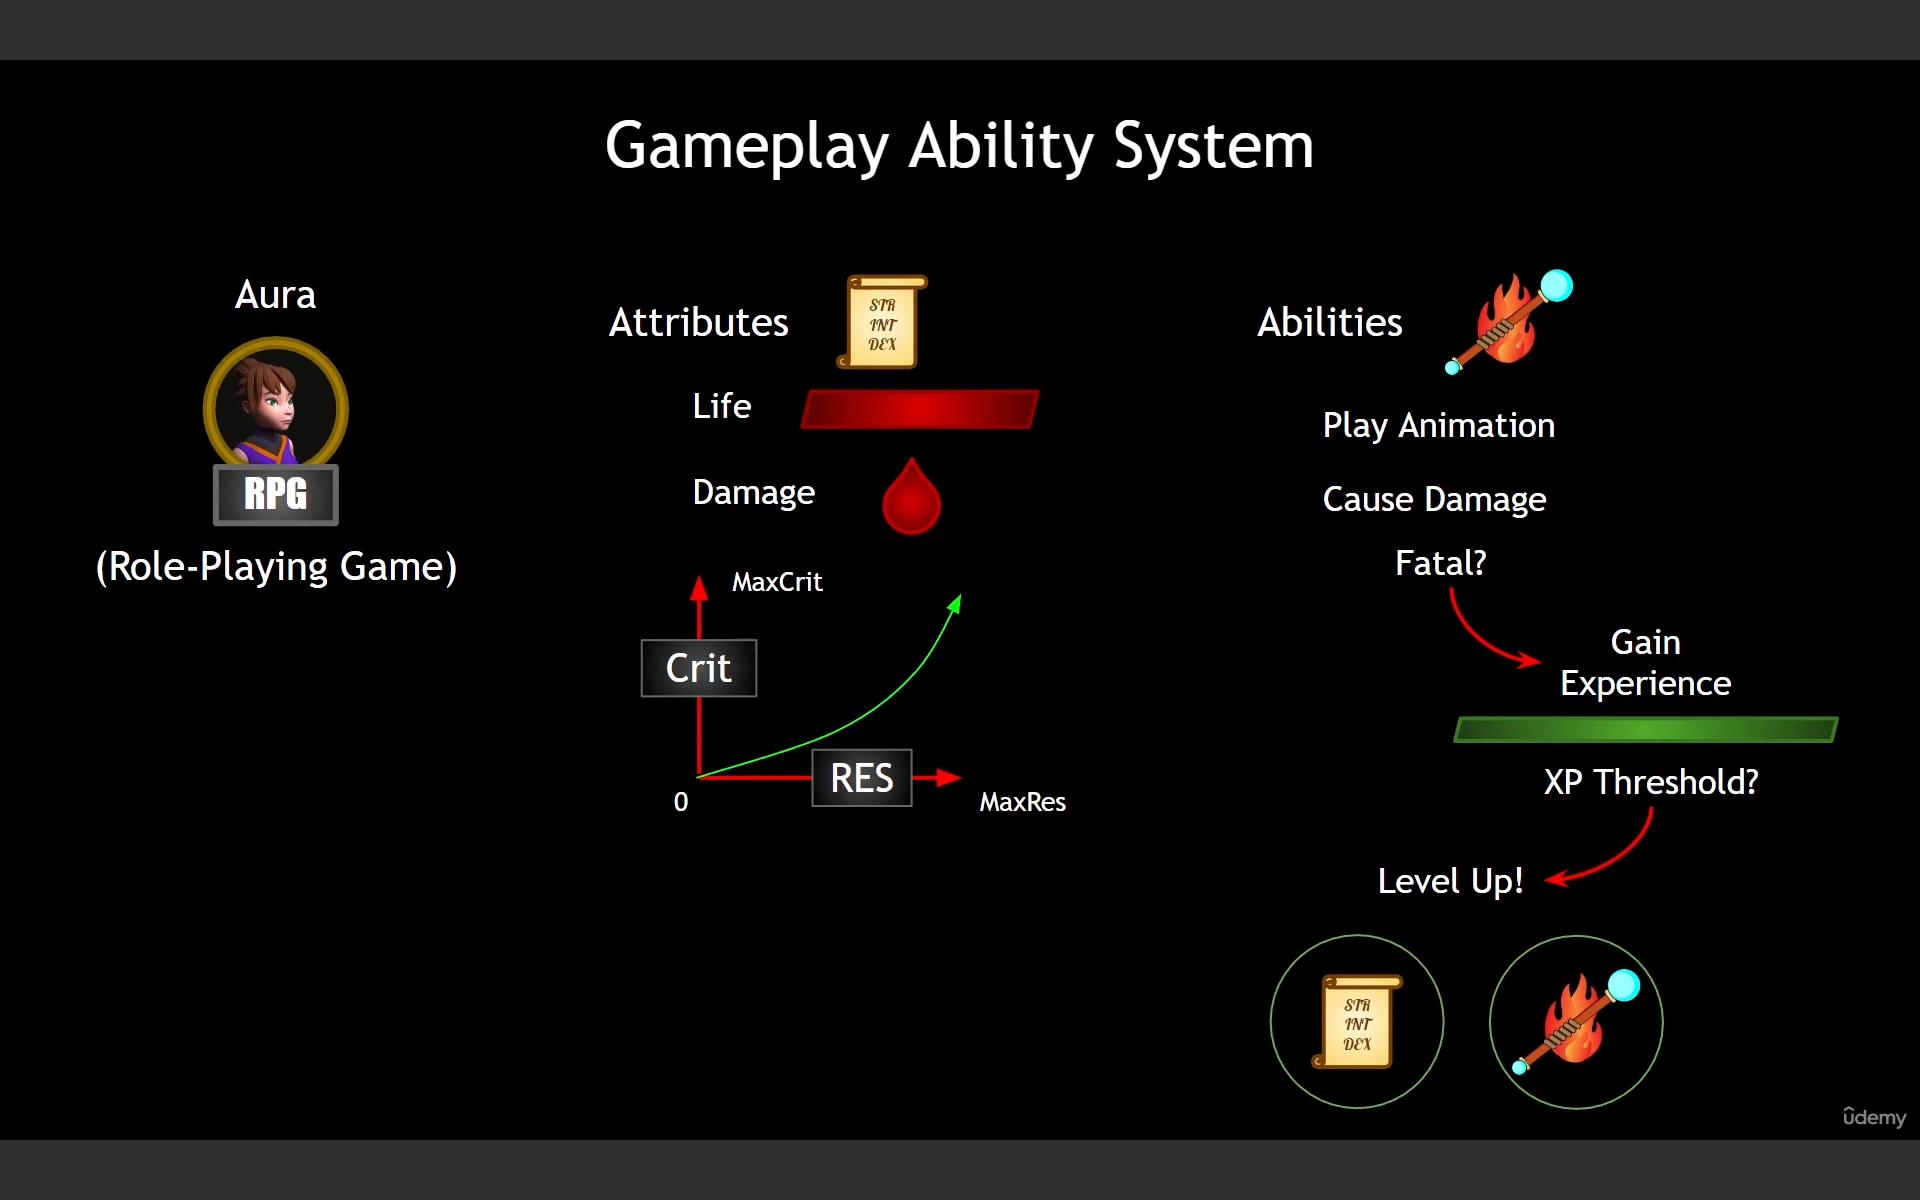 Gameplay Ability System
Aura
RPG
(Role-Playing Game)
Attributes
STR
INT
DEX
Life
Damage
MaxCrit
Crit
RES
0
MaxRes
Abilities
Play Animation
Cause Damage
Fatal?
Gain
Experience
XP Threshold?
Level Up!
STR
INT
DEX
ûdemy